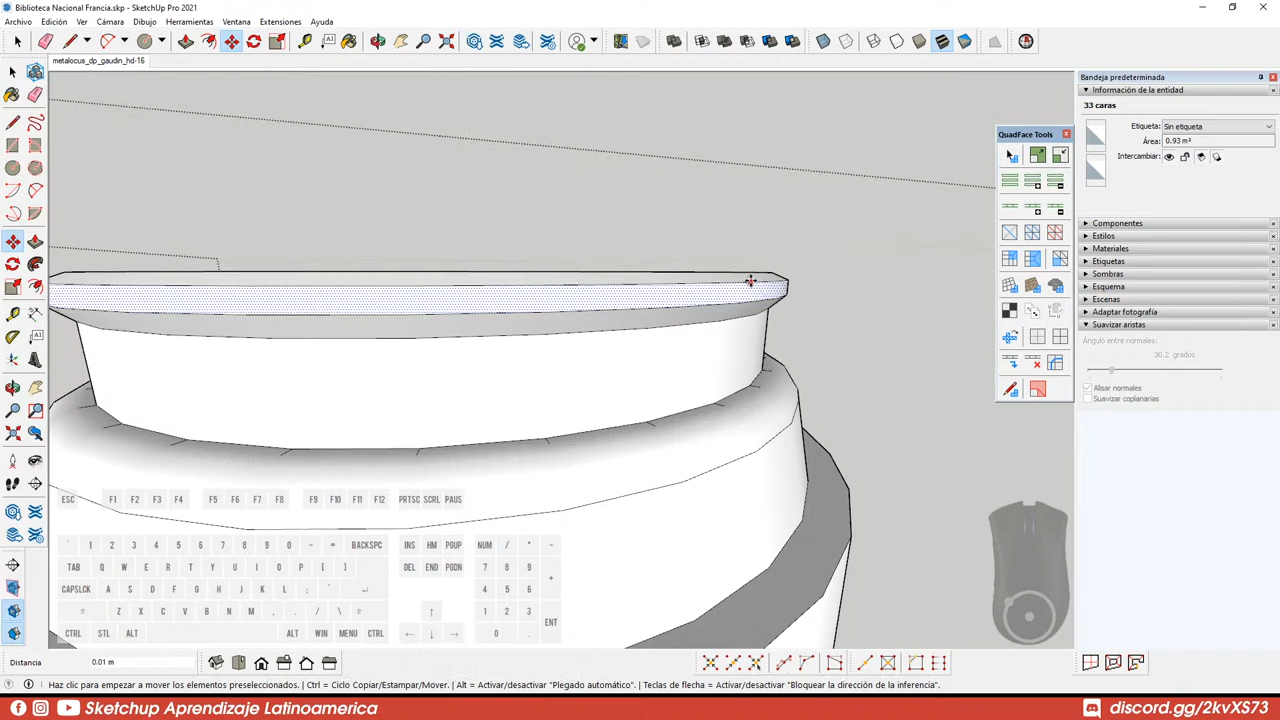 Biblioteca Nacional Francia.skp - SketchUp Pro 2021
Archivo Edición Ver Cámara Dibujo Herramientas Ventana Extensiones Ayuda
metalocus_dp_gaudin_hd-16
Bandeja predeterminada
Información de la entidad
33 caras
Etiqueta: Sin etiqueta
Área: 0.93 m²
Intercambiar:
QuadFace Tools
Componentes
Estilos
Materiales
Etiquetas
Sombras
Esquema
Escenas
Adaptar fotografía
Suavizar aristas
Ángulo entre normales:
30.2 grados
Alisar normales
Suavizar coplanarias
ESC F1 F2 F3 F4 F5 F6 F7 F8 F9 F10 F11 F12 PRTSC SCRL PAUS
` 1 2 3 4 5 6 7 8 9 0 - = BACKSPC INS HM PGUP NUM / * -
TAB Q W E R T Y U I O P [ ] DEL END PGDN 7 8 9 +
CAPSLCK A S D F G H J K L ; ' 4 5 6
Z X C V B N M , . / \ 1 2 3 ENT
CTRL STL ALT ALT WIN MENU CTRL 0 .
Distancia 0.01 m
Haz clic para empezar a mover los elementos preseleccionados. | Ctrl = Ciclo Copiar/Estampar/Mover. | Alt = Activar/desactivar "Plegado automático". | Teclas de flecha = Activar/desactivar "Bloquear la dirección de la inferencia".
Sketchup Aprendizaje Latinoamerica
discord.gg/2kvXS73